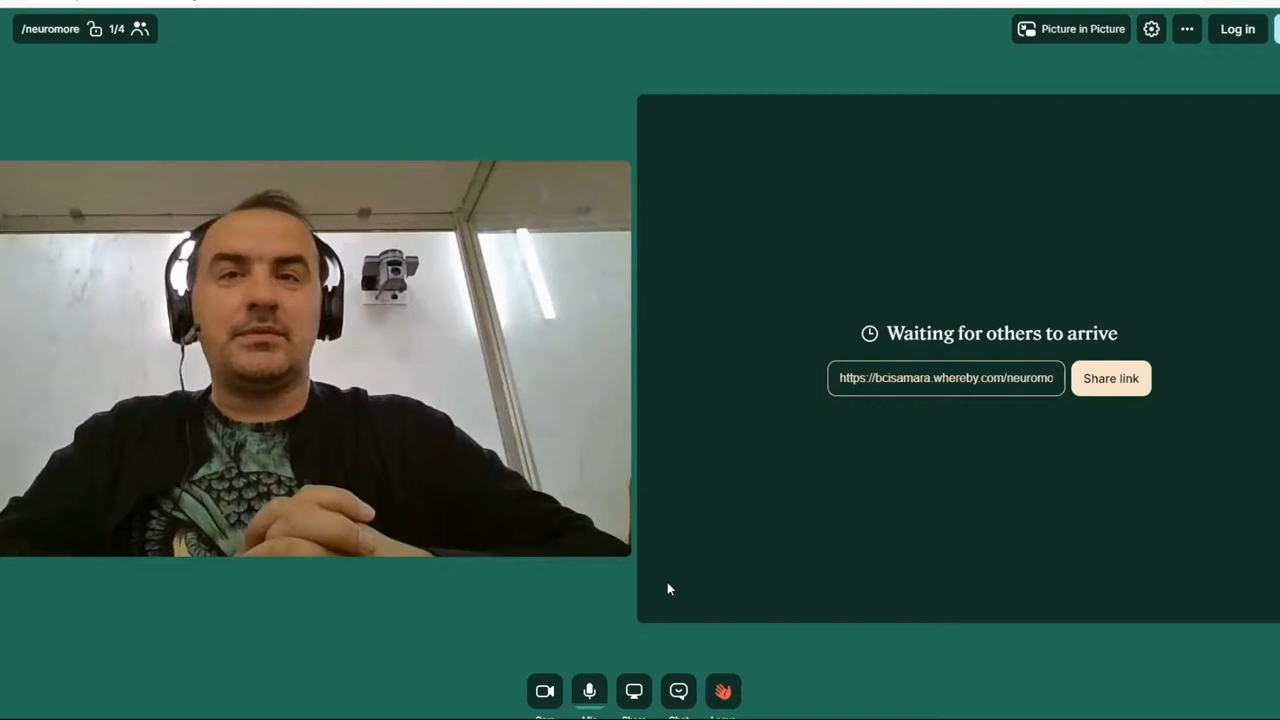 /neuromore 1/4
Picture in Picture
Log in
Waiting for others to arrive
https://bcisamara.whereby.com/neuromo
Share link